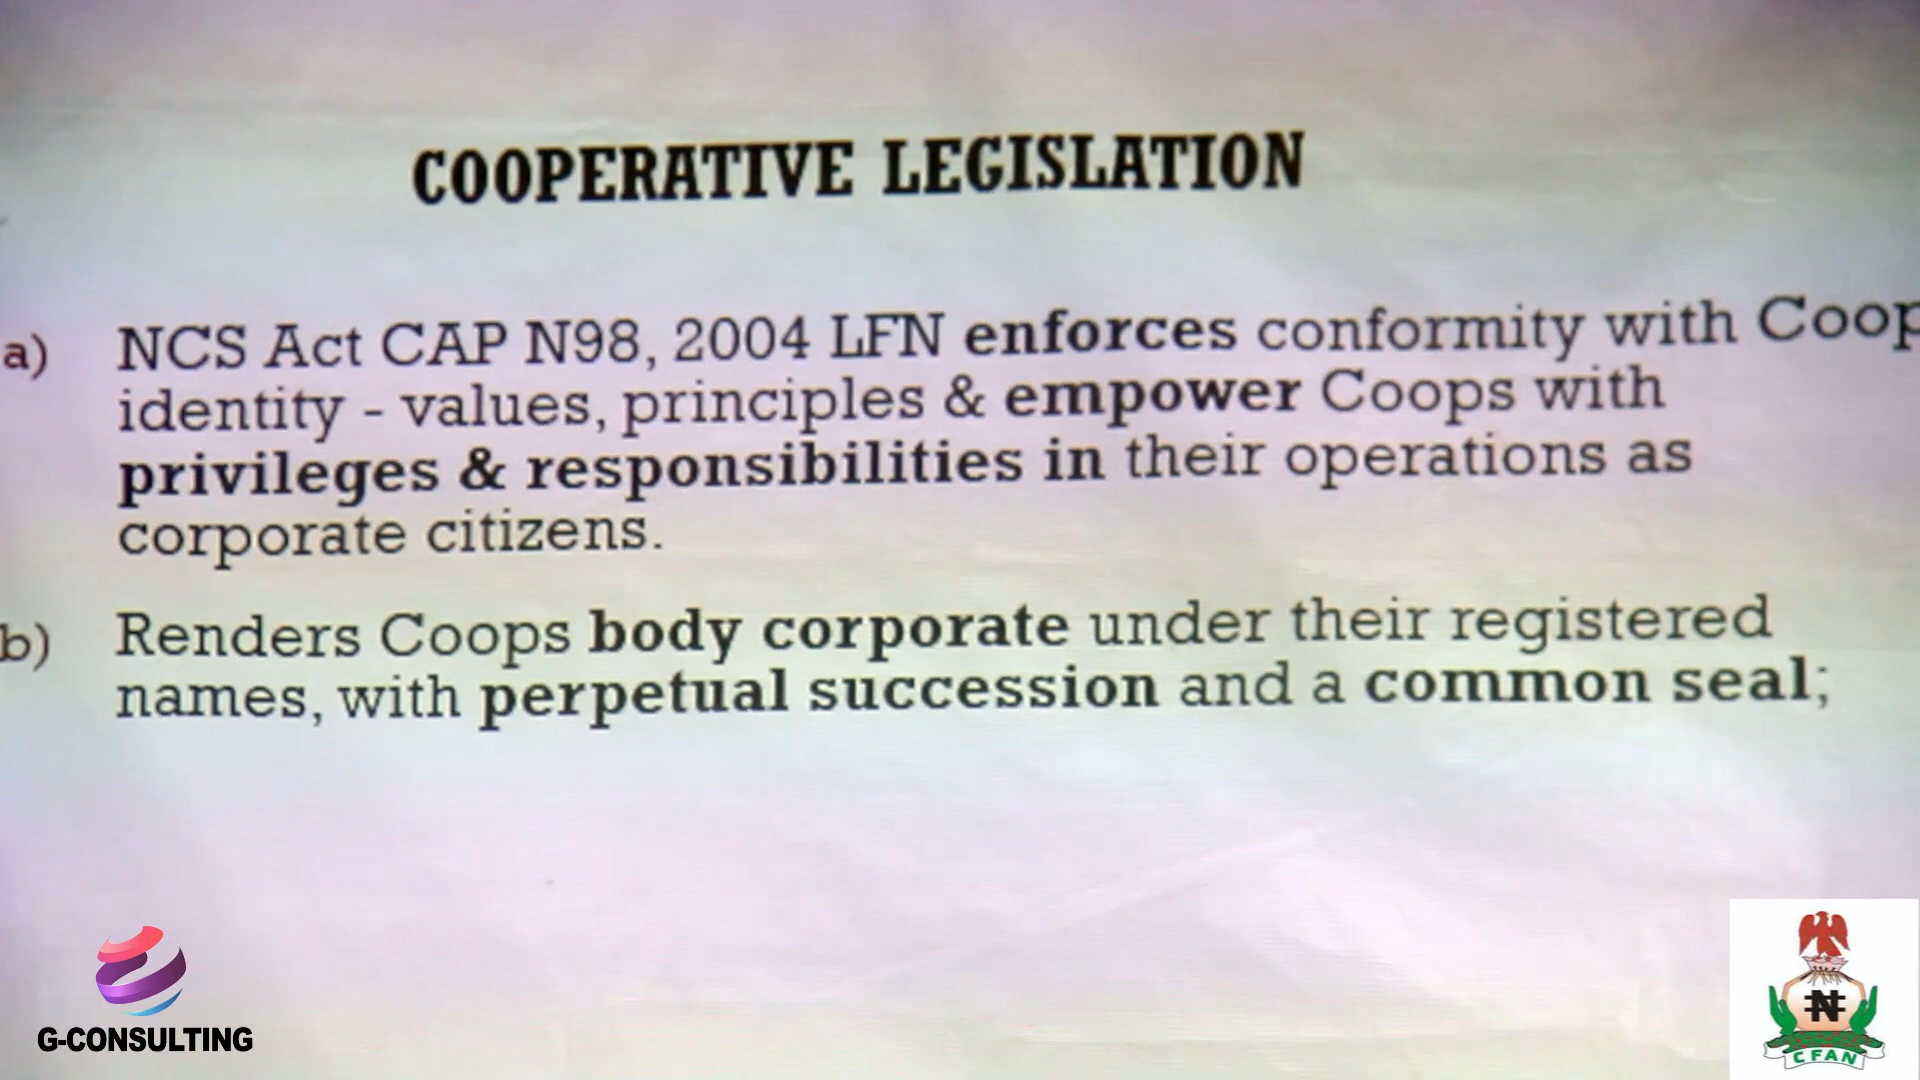 COOPERATIVE LEGISLATION
a) NCS Act CAP N98, 2004 LFN enforces conformity with Coop
identity - values, principles & empower Coops with
privileges & responsibilities in their operations as
corporate citizens.
b) Renders Coops body corporate under their registered
names, with perpetual succession and a common seal;
G-CONSULTING
CFAN